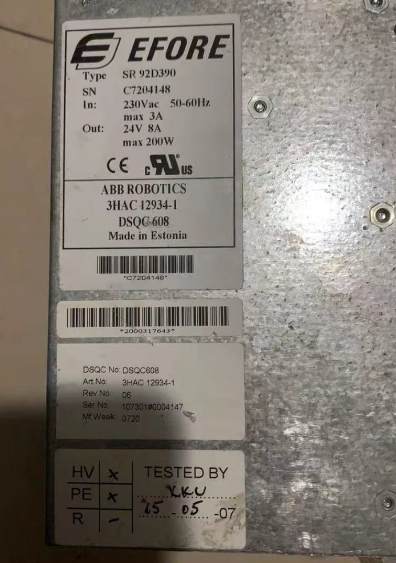 EFORE
Type SR 92D390
SN C7204148
In: 230Vac 50-60Hz
max 3A
Out: 24V 8A
max 200W
CE c RU US
ABB ROBOTICS
3HAC 12934-1
DSQC 608
Made in Estonia
*C7204148*
*2000317643*
DSQC No: DSQC608
Art.No: 3HAC 12934-1
Rev No 06
Ser No: 107301#0004147
Mf.Week: 0720
HV x TESTED BY
PE x KKU
R - 25 -05 -07